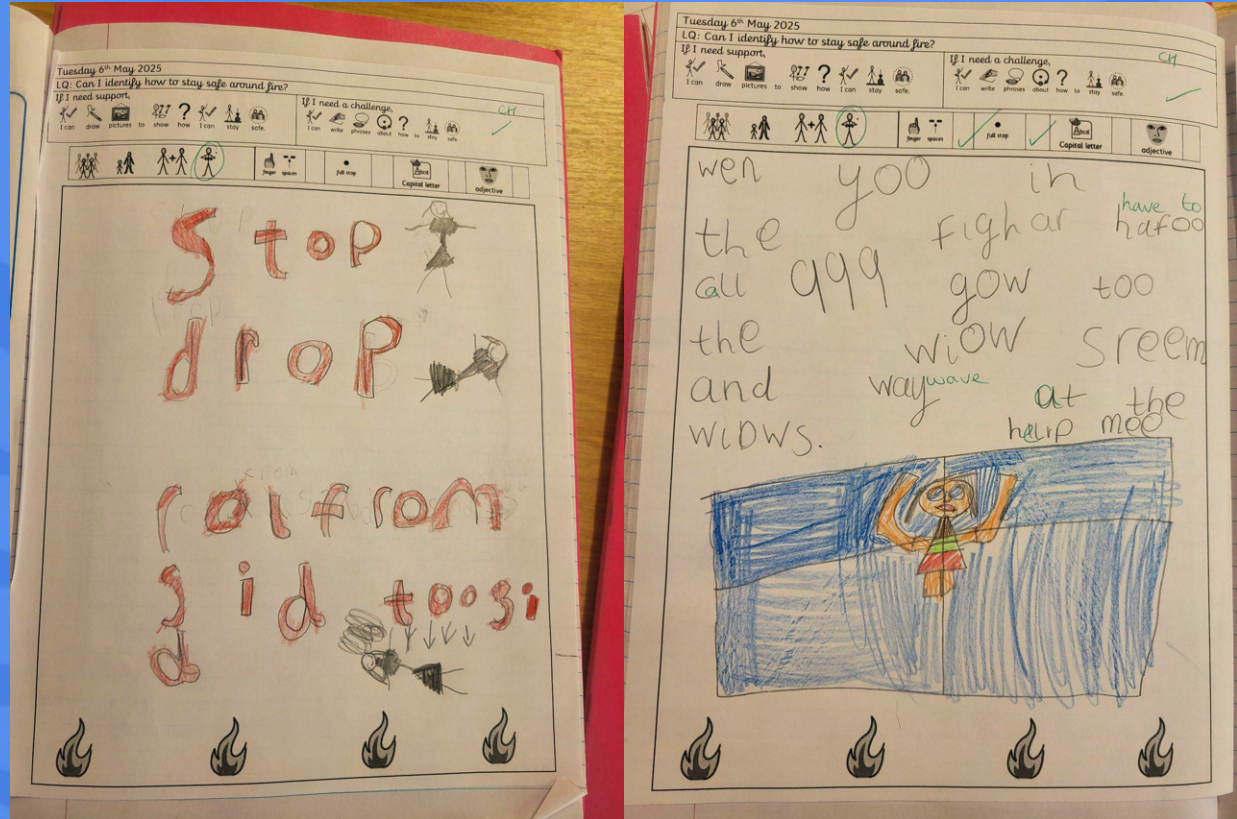 Tuesday 6th May 2025
LQ: Can I identify how to stay safe around fire?
If I need support,
I can draw pictures to show how I can stay safe.
If I need a challenge,
I can write phrases about how to stay safe.
CH
finger spaces
full stop
Capital letter
adjective
Stop
drop
rolfrom
sid toosi
d
Tuesday 6th May 2025
LQ: Can I identify how to stay safe around fire?
If I need support,
I can draw pictures to show how I can stay safe.
If I need a challenge,
I can write phrases about how to stay safe.
CH
finger spaces
full stop
Abcd
Capital letter
adjective
wen yoo in
have to
the fighar hafoo
call 999 gow too
the wiow sreem
and way wave at the
widws. help mee